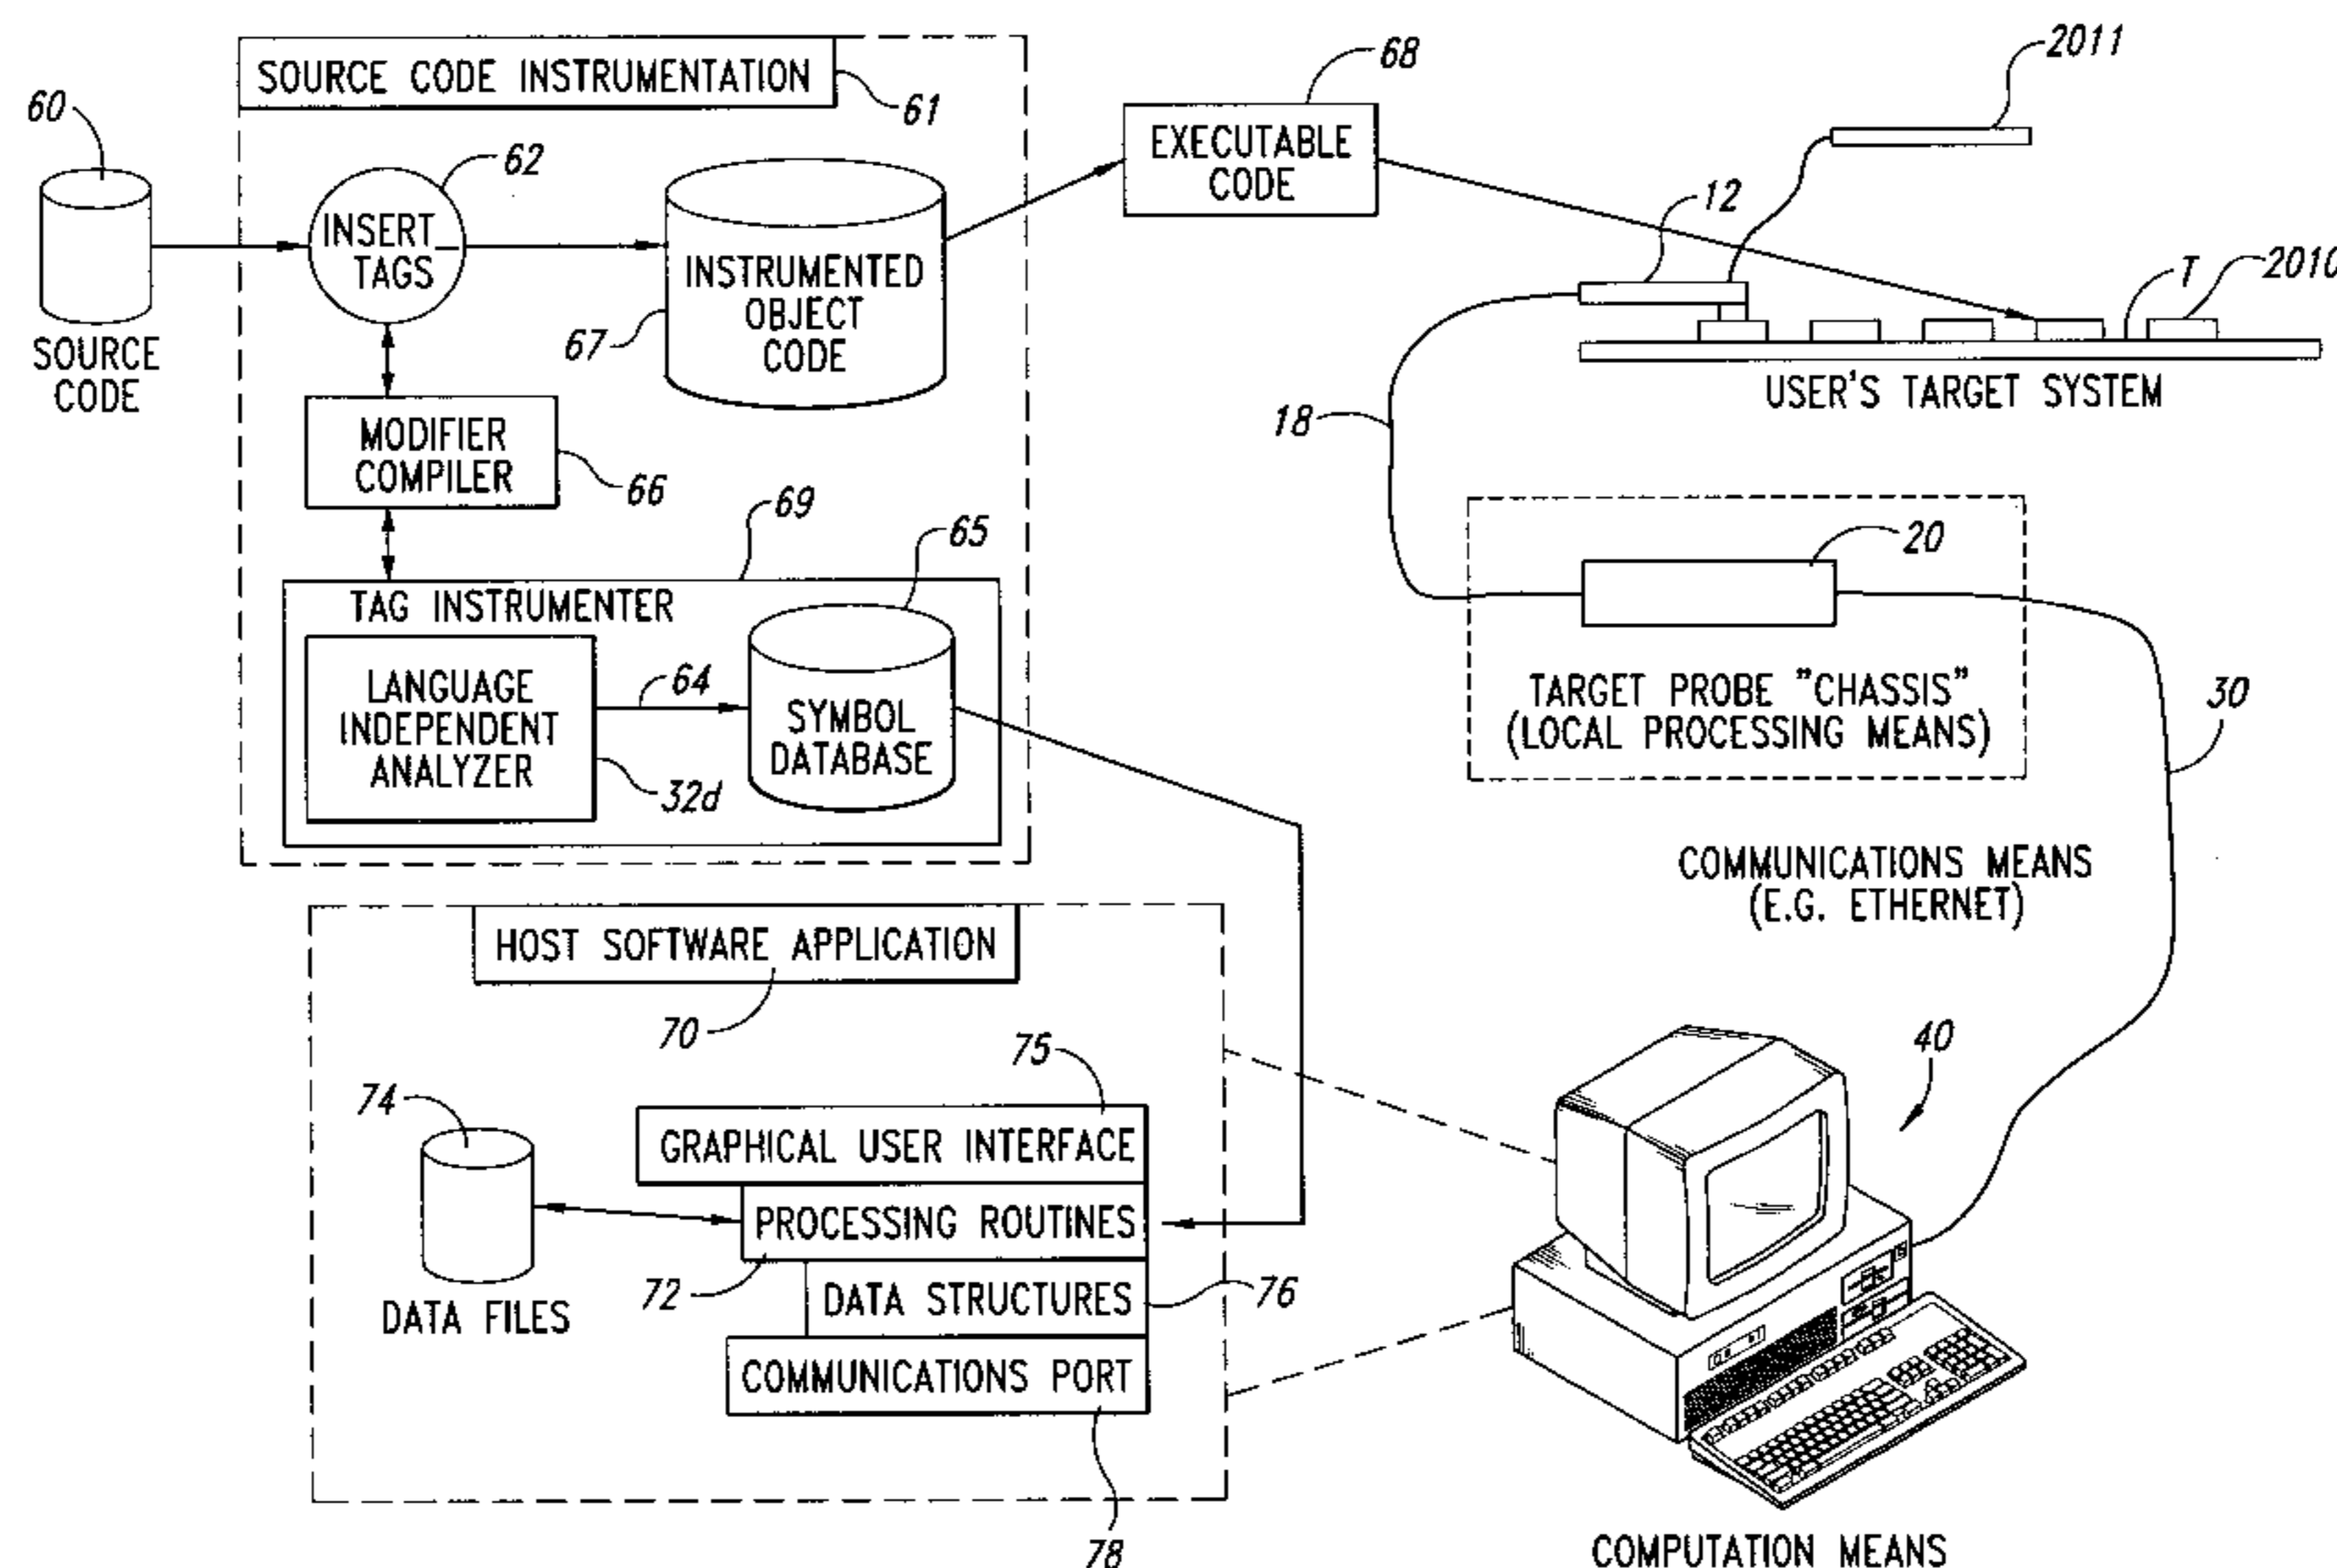 SOURCE CODE INSTRUMENTATION
61
60
SOURCE
CODE
62
INSERT_
TAGS
INSTRUMENTED
OBJECT
CODE
67
68
EXECUTABLE
CODE
2011
12
T
2010
USER'S TARGET SYSTEM
18
MODIFIER
COMPILER
66
69
TAG INSTRUMENTER
65
LANGUAGE
INDEPENDENT
ANALYZER
64
32d
SYMBOL
DATABASE
20
TARGET PROBE "CHASSIS"
(LOCAL PROCESSING MEANS)
30
COMMUNICATIONS MEANS
(E.G. ETHERNET)
HOST SOFTWARE APPLICATION
70
74
DATA FILES
75
GRAPHICAL USER INTERFACE
PROCESSING ROUTINES
72
DATA STRUCTURES
76
COMMUNICATIONS PORT
78
40
COMPUTATION MEANS